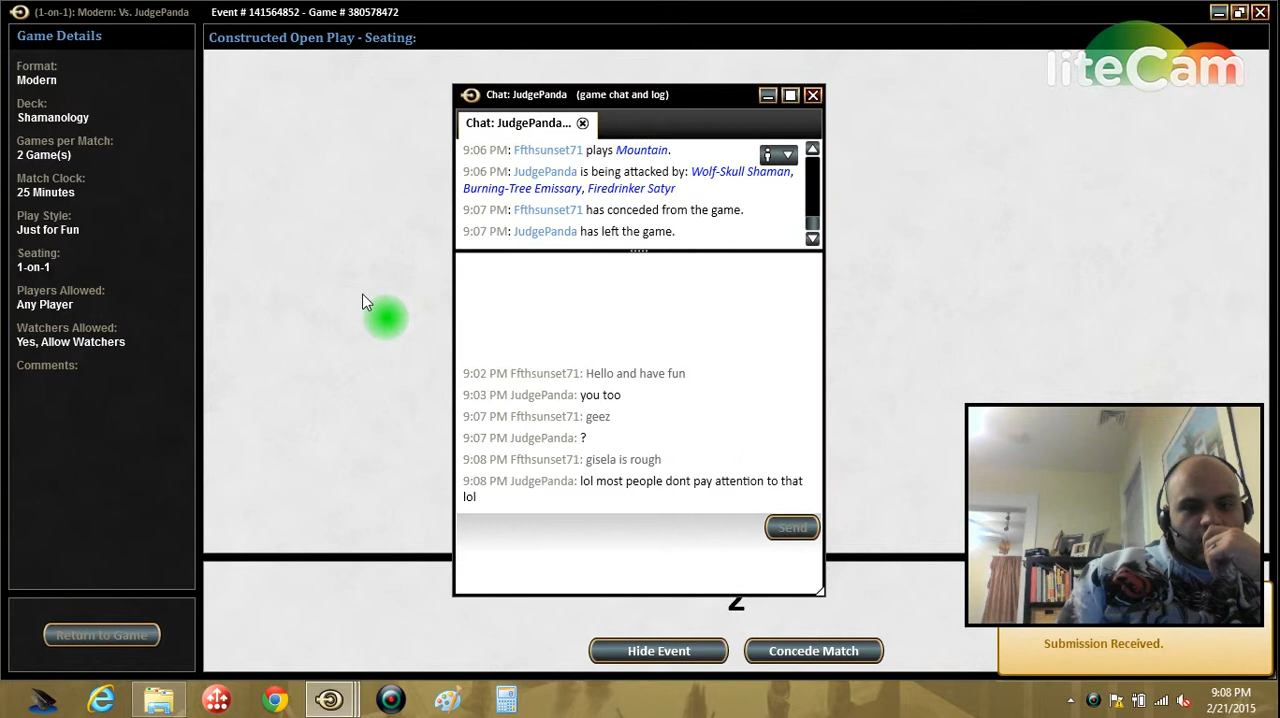 (1-on-1): Modern: Vs. JudgePanda
Event # 141564852 - Game # 380578472
Game Details
Constructed Open Play - Seating:
Format:
Modern
Deck:
Shamanology
Games per Match:
2 Game(s)
Match Clock:
25 Minutes
Play Style:
Just for Fun
Seating:
1-on-1
Players Allowed:
Any Player
Watchers Allowed:
Yes, Allow Watchers
Comments:
Return to Game
liteCam
Chat: JudgePanda (game chat and log)
Chat: JudgePanda...
9:06 PM: Ffthsunset71 plays Mountain.
9:06 PM: JudgePanda is being attacked by: Wolf-Skull Shaman,
Burning-Tree Emissary, Firedrinker Satyr
9:07 PM: Ffthsunset71 has conceded from the game.
9:07 PM: JudgePanda has left the game.
9:02 PM Ffthsunset71: Hello and have fun
9:03 PM JudgePanda: you too
9:07 PM Ffthsunset71: geez
9:07 PM JudgePanda: ?
9:08 PM Ffthsunset71: gisela is rough
9:08 PM JudgePanda: lol most people dont pay attention to that
lol
Send
2
Hide Event
Concede Match
Submission Received.
9:08 PM
2/21/2015